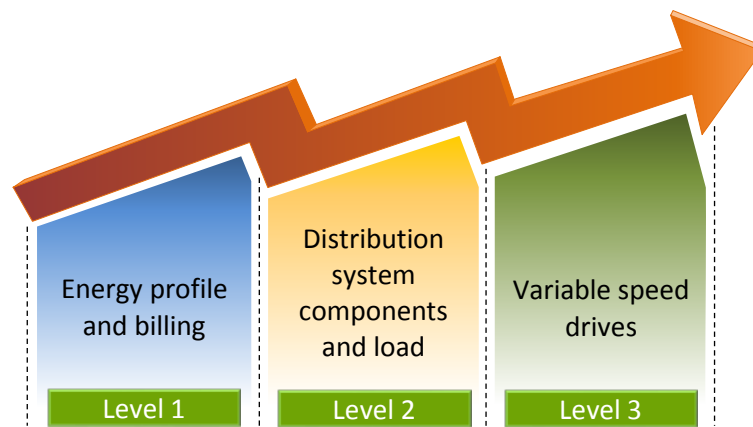 Energy profile
and billing
Level 1
Distribution
system
components
and load
Level 2
Variable speed
drives
Level 3